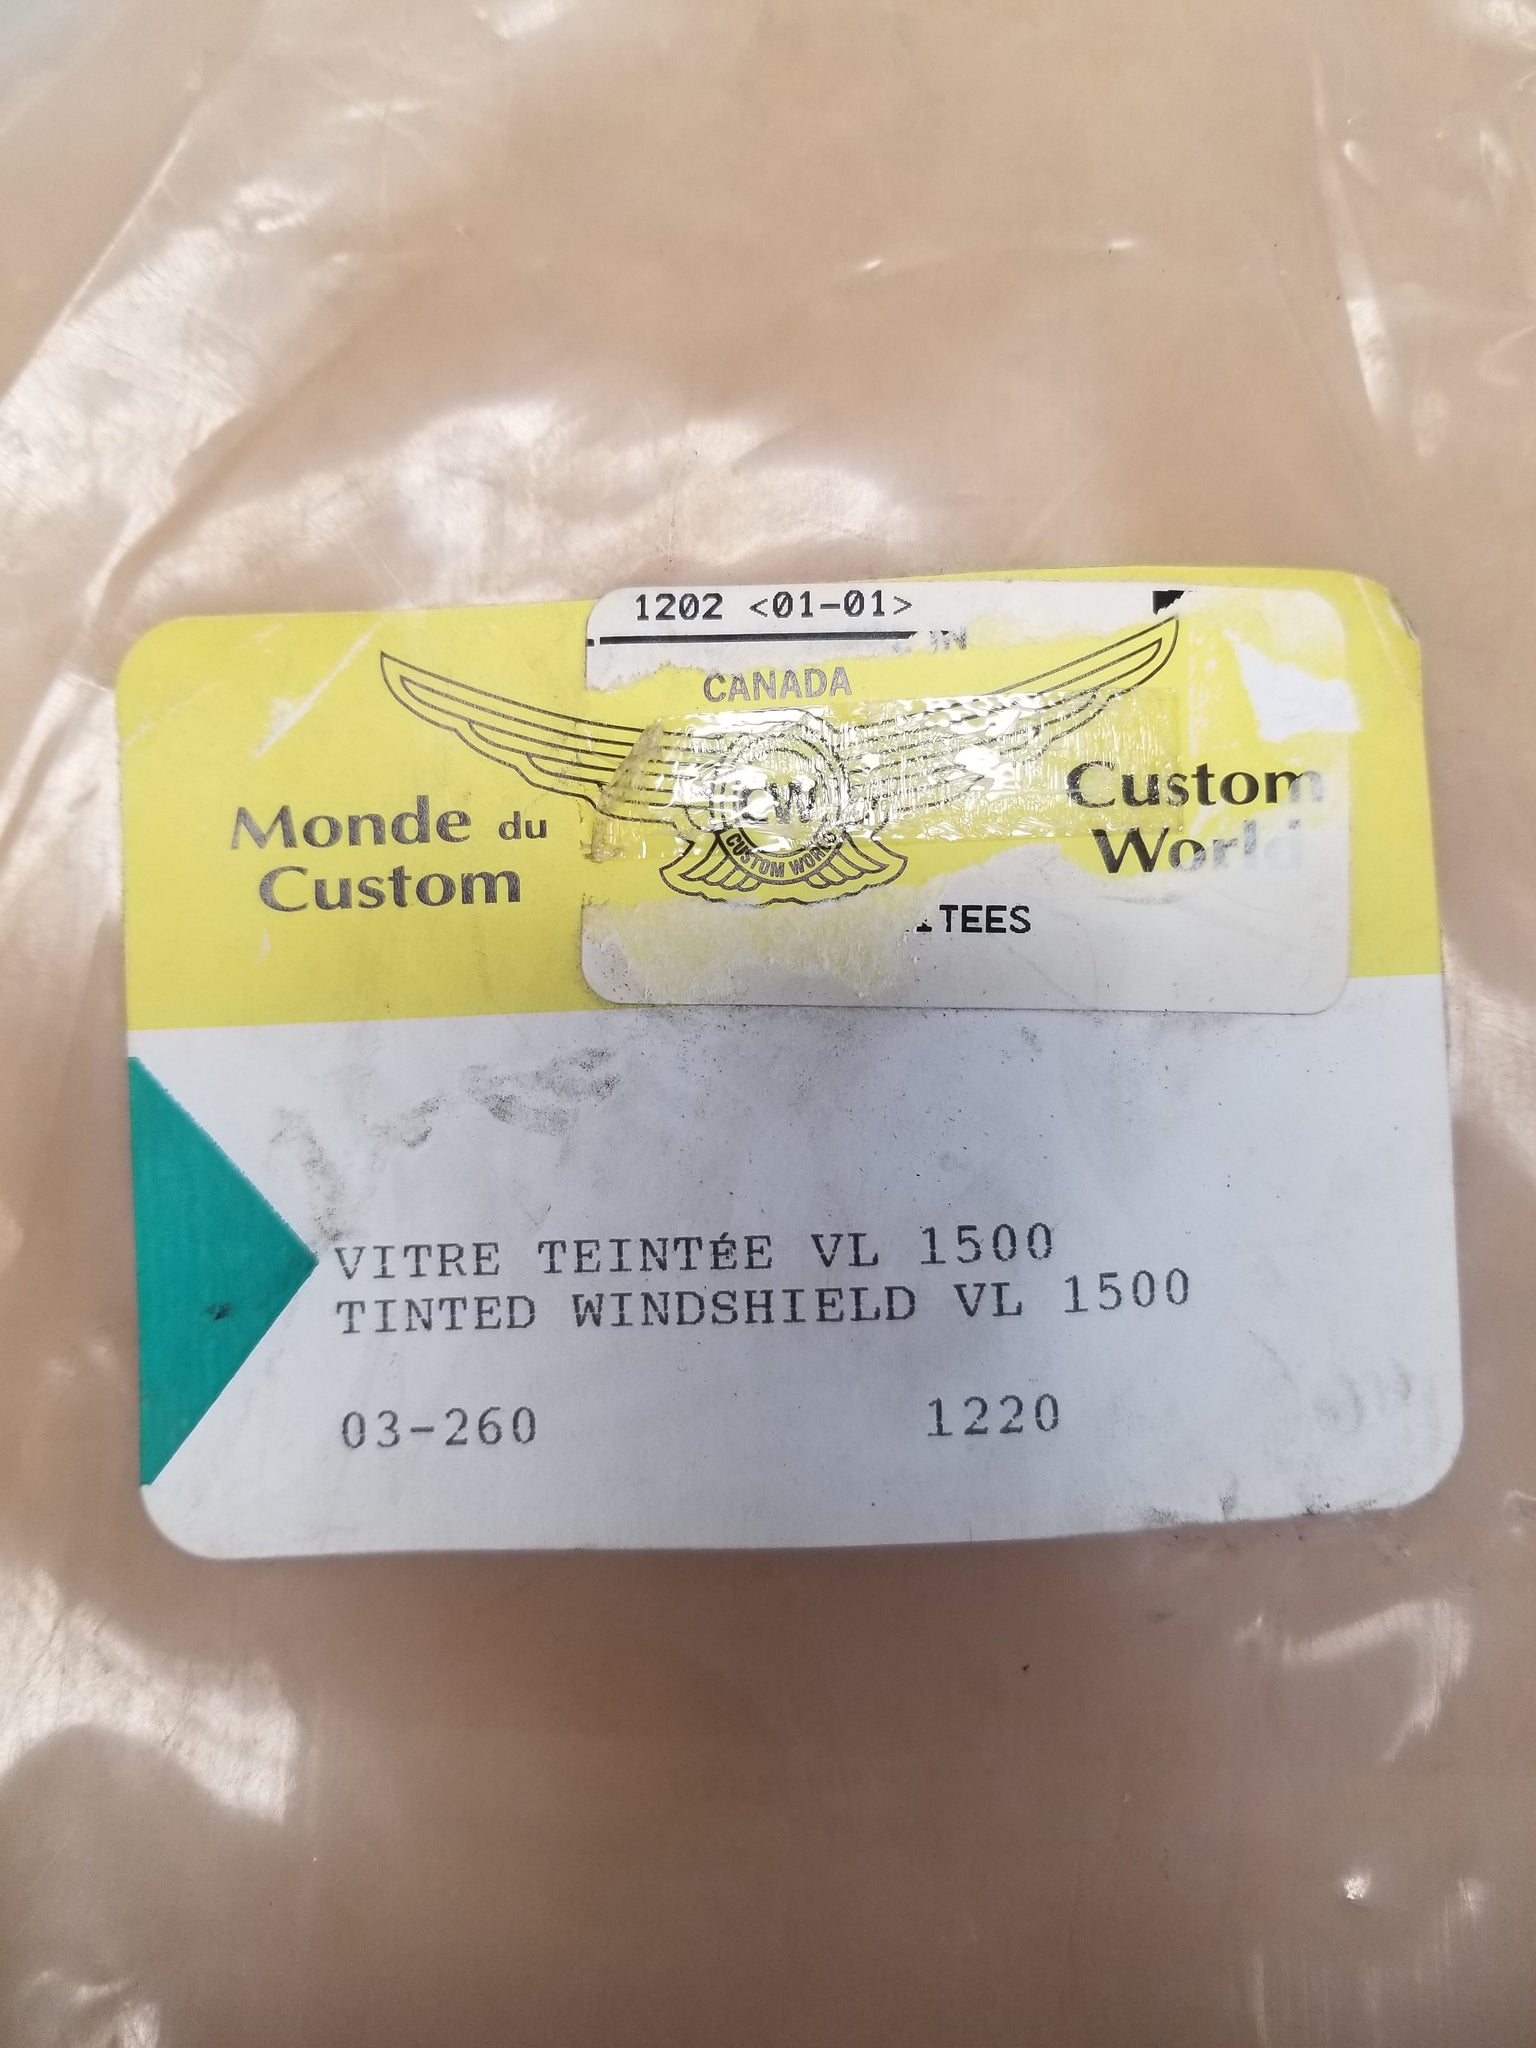 1202 <01-01>
CANADA
Monde du
Custom
CW
CUSTOM WORLD
Custom
World
VITRE TEINTÉE VL 1500
TINTED WINDSHIELD VL 1500
03-260 1220